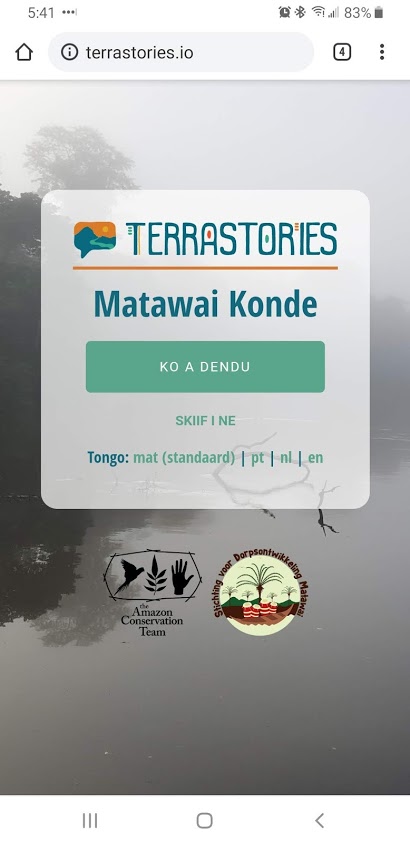 5:41
83%
terrastories.io
4
TERRASTORIES
Matawai Konde
KO A DENDU
SKIIF I NE
Tongo: mat (standaard) | pt | nl | en
the
Amazon
Conservation
Team
Stichting voor Dorpsontwikkeling Matawai